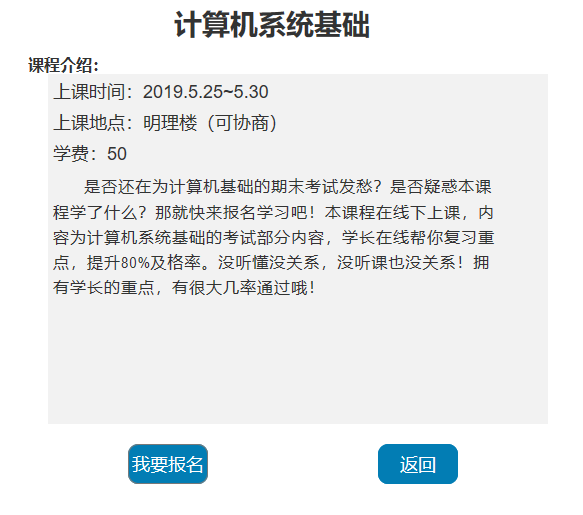 计算机系统基础
课程介绍：
上课时间：2019.5.25~5.30
上课地点：明理楼（可协商）
学费：50
是否还在为计算机基础的期末考试发愁？是否疑惑本课
程学了什么？那就快来报名学习吧！本课程在线下上课，内
容为计算机系统基础的考试部分内容，学长在线帮你复习重
点，提升80%及格率。没听懂没关系，没听课也没关系！拥
有学长的重点，有很大几率通过哦！
我要报名
返回